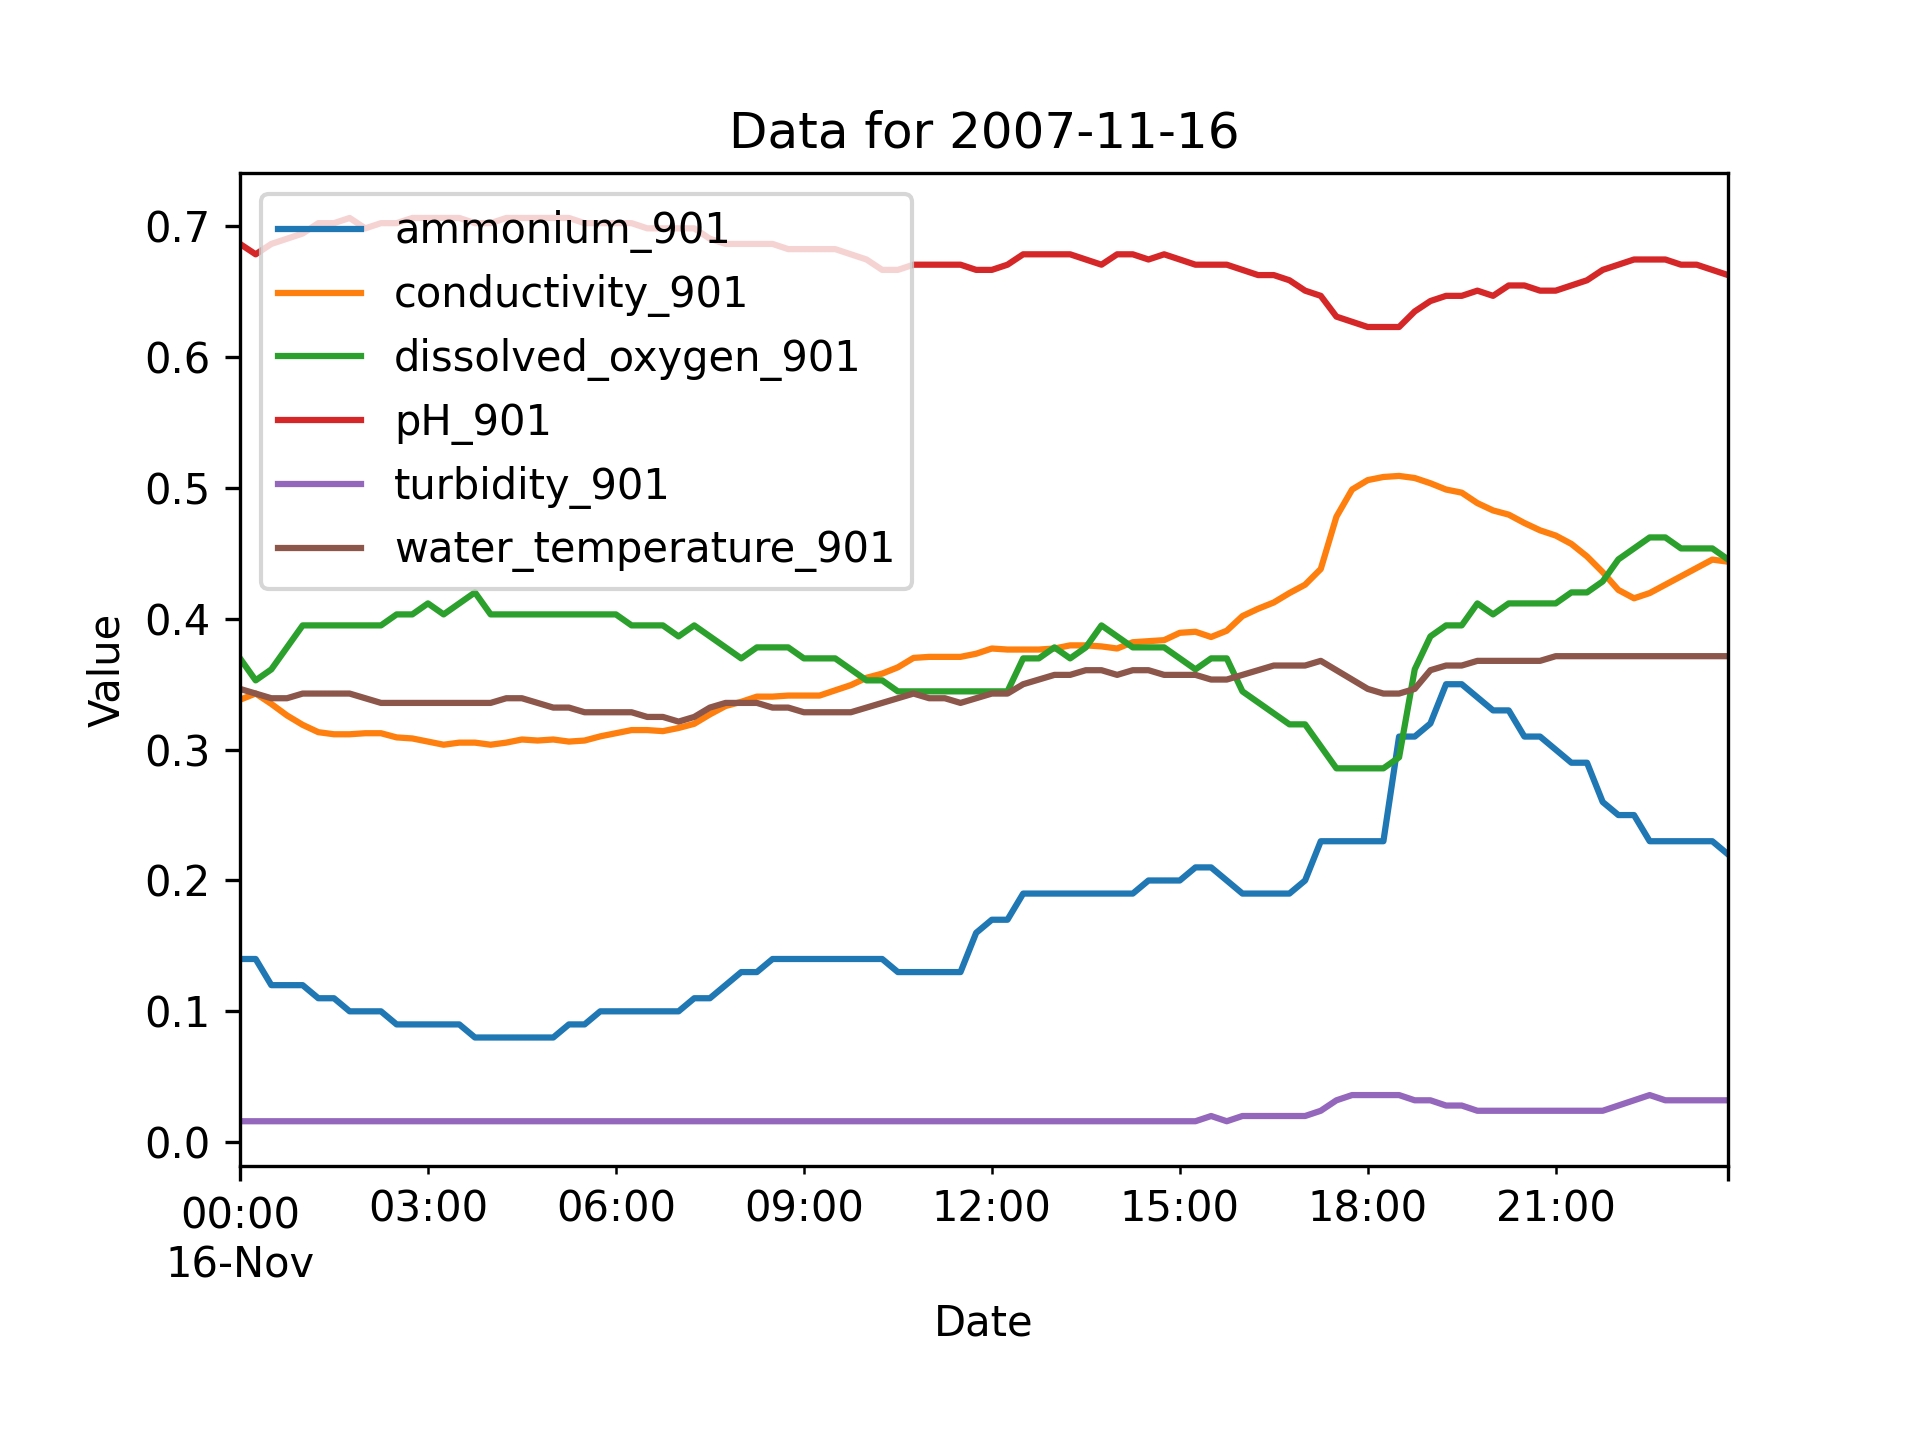 Data for 2007-11-16
ammonium_901
conductivity_901
dissolved_oxygen_901
pH_901
turbidity_901
water_temperature_901
Value
0.7
0.6
0.5
0.4
0.3
0.2
0.1
0.0
00:00 03:00 06:00 09:00 12:00 15:00 18:00 21:00
16-Nov
Date